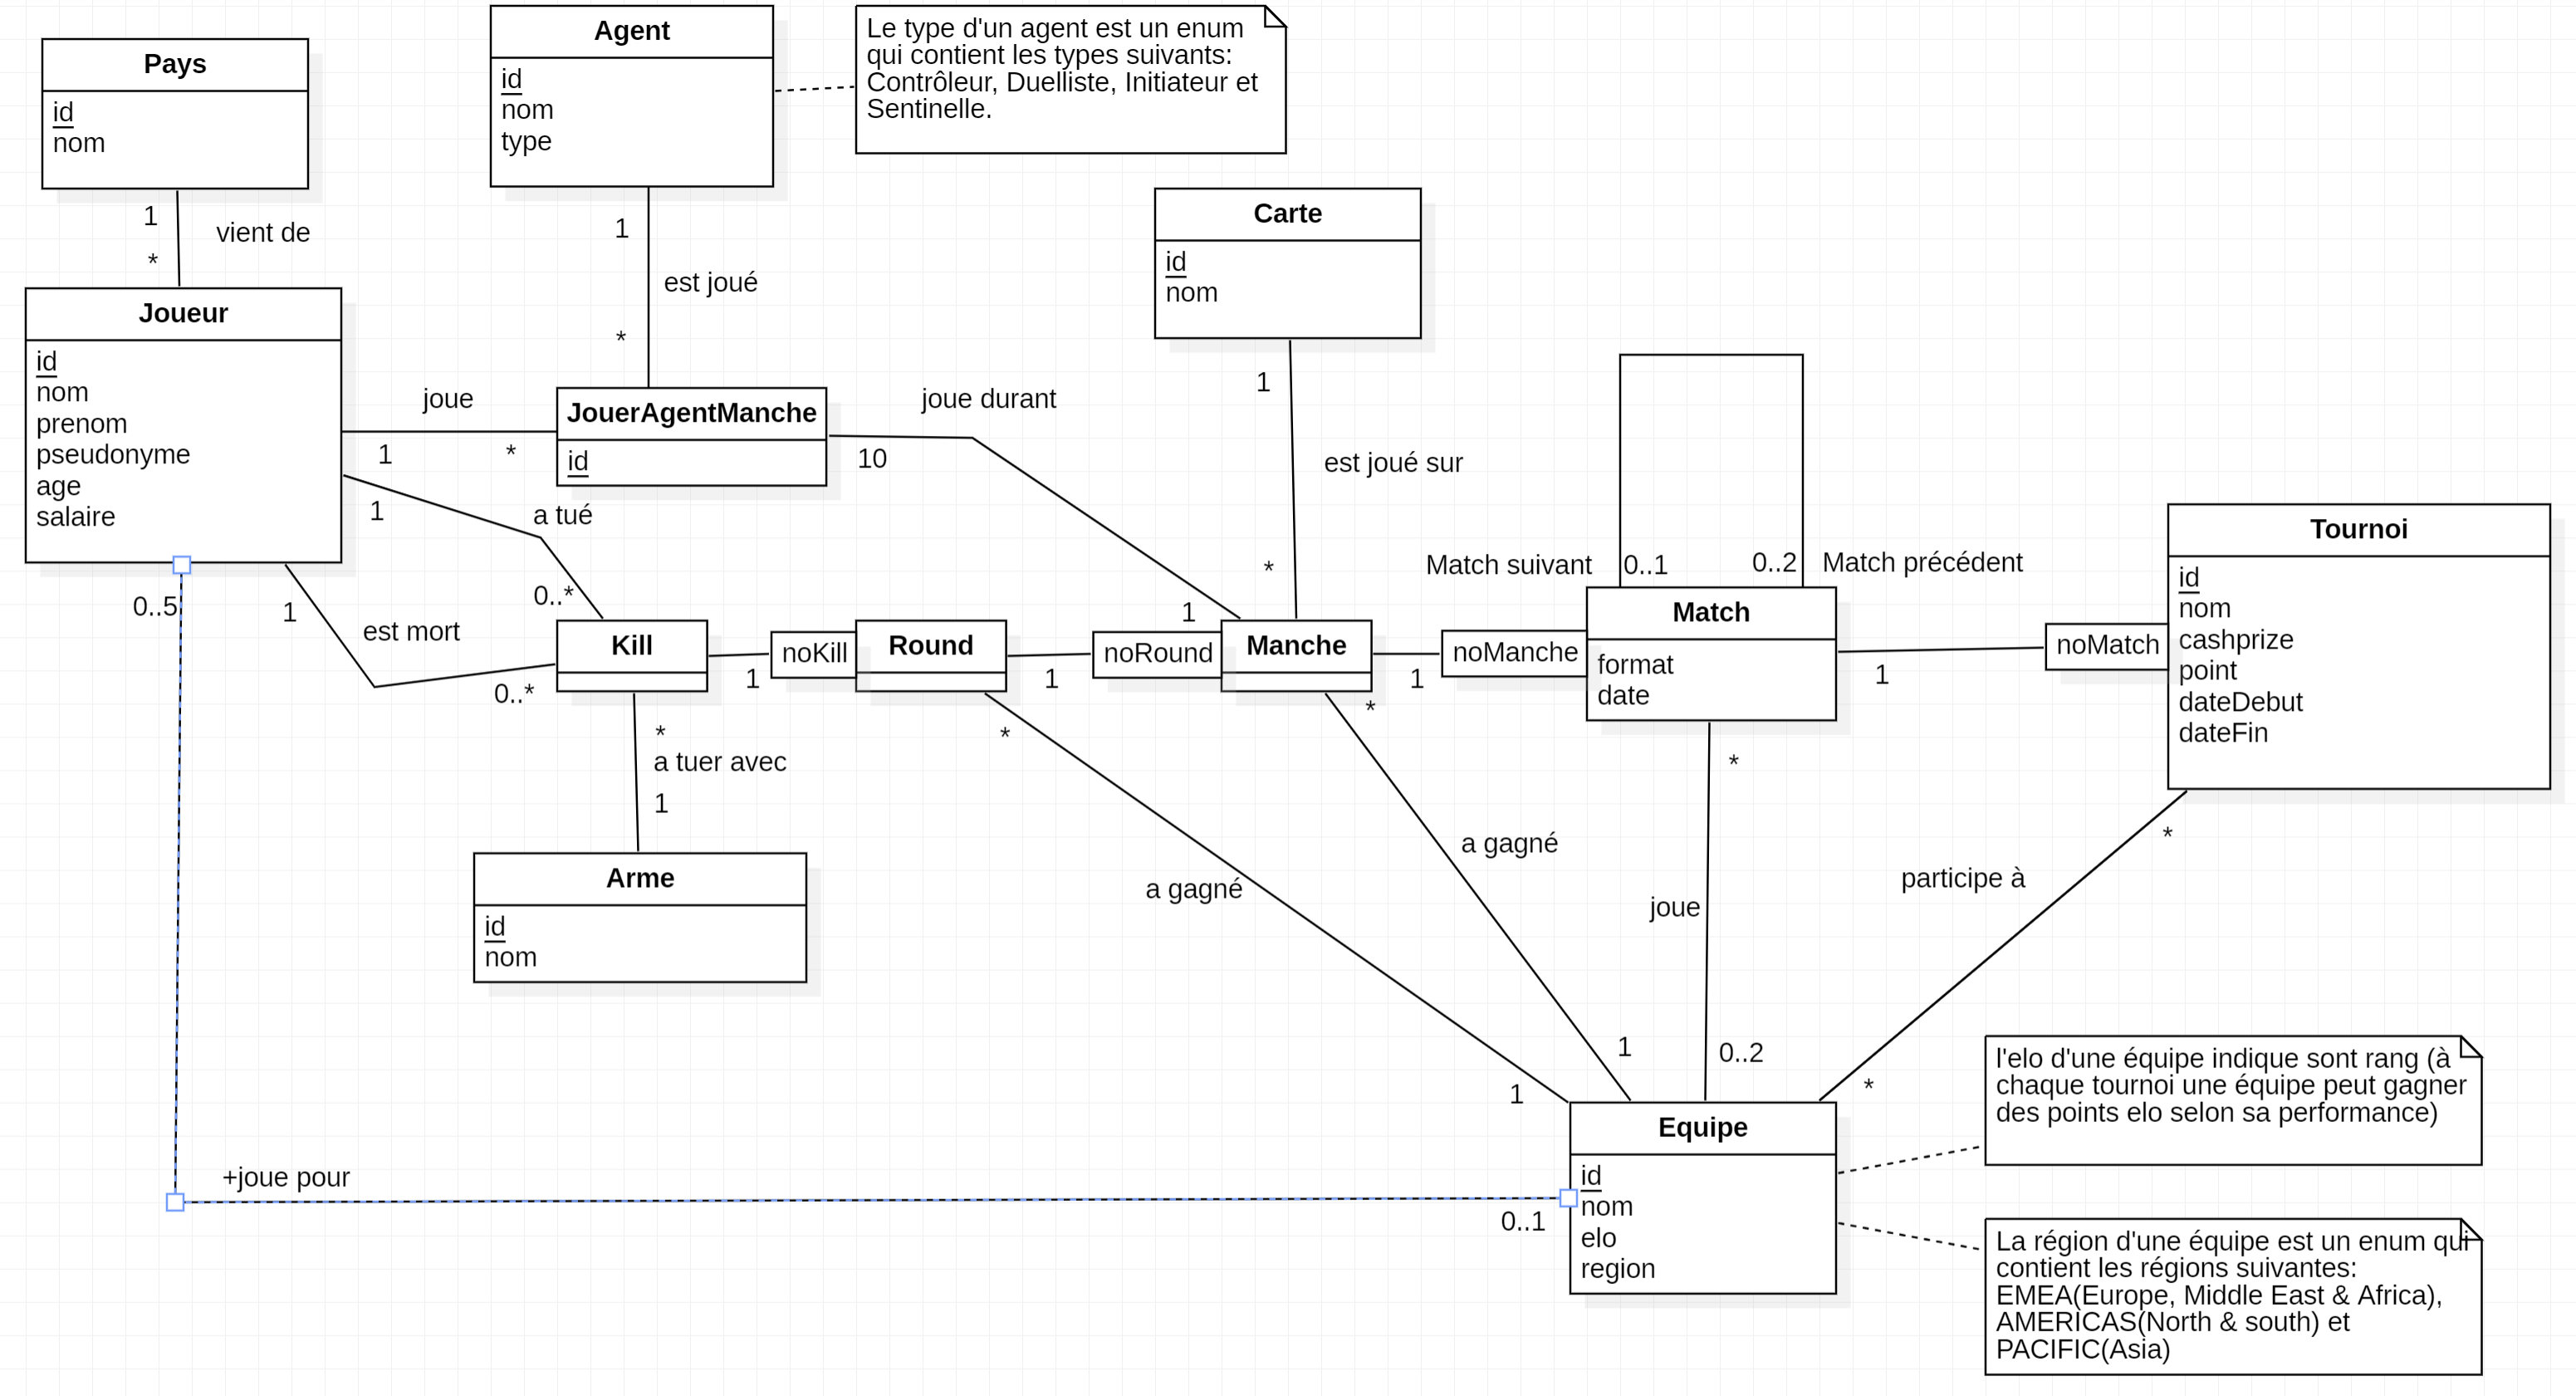 Pays
id
nom
1
vient de
*
Agent
id
nom
type
Le type d'un agent est un enum
qui contient les types suivants:
Contrôleur, Duelliste, Initiateur et
Sentinelle.
1
est joué
*
Carte
id
nom
1
est joué sur
*
Joueur
id
nom
prenom
pseudonyme
age
salaire
joue
1
*
JouerAgentManche
id
joue durant
10
1
1
a tué
0..*
0..5
1
est mort
0..*
Kill
1
noKill
Round
1
noRound
Manche
1
noManche
Match suivant
0..1
0..2
Match précédent
Match
format
date
1
noMatch
Tournoi
id
nom
cashprize
point
dateDebut
dateFin
*
a tuer avec
1
Arme
id
nom
*
a gagné
1
*
a gagné
1
*
joue
0..2
*
participe à
*
+joue pour
0..1
Equipe
id
nom
elo
region
l'elo d'une équipe indique sont rang (à
chaque tournoi une équipe peut gagner
des points elo selon sa performance)
La région d'une équipe est un enum qui
contient les régions suivantes:
EMEA(Europe, Middle East & Africa),
AMERICAS(North & south) et
PACIFIC(Asia)